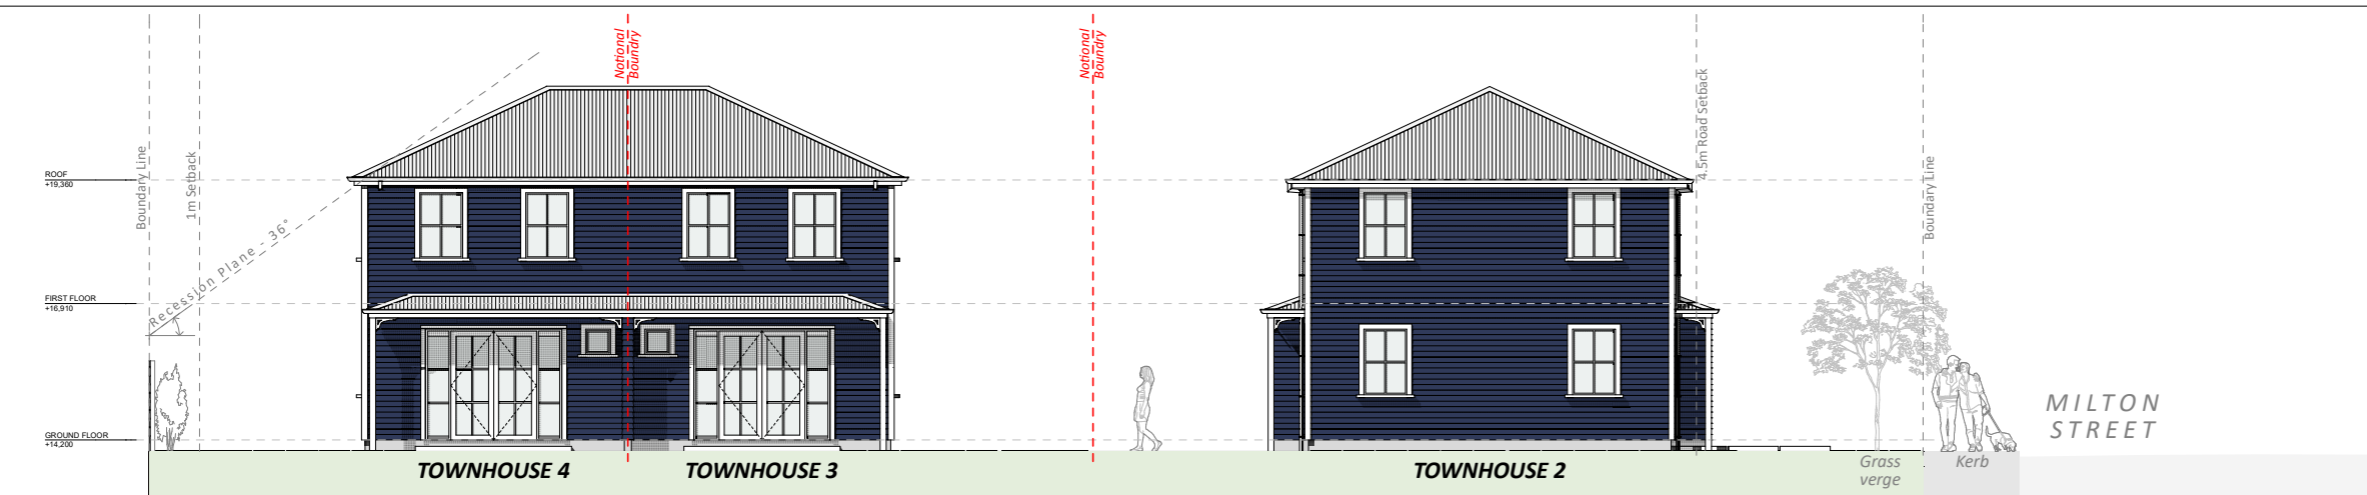 Notional
Boundry
Notional
Boundry
4.5m Road Setback
Boundary Line
1m Setback
Boundary Line
ROOF
+19,360
Recession Plane - 36°
FIRST FLOOR
+16,910
GROUND FLOOR
+14,200
MILTON
STREET
TOWNHOUSE 4
TOWNHOUSE 3
TOWNHOUSE 2
Grass
verge
Kerb